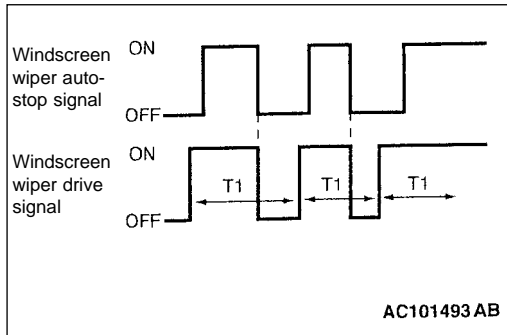 Windscreen
wiper auto-
stop signal
ON
OFF
Windscreen
wiper drive
signal
ON
OFF
T1
T1
T1
AC101493 AB